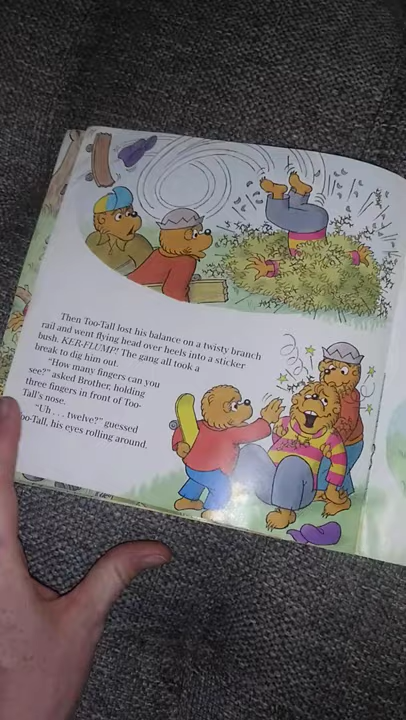 Then Too-Tall lost his balance on a twisty branch
rail and went flying head over heels into a sticker
bush. KER-FLUMP! The gang all took a
break to dig him out.
"How many fingers can you
see?" asked Brother, holding
three fingers in front of Too-
Tall's nose.
"Uh . . . twelve?" guessed
oo-Tall, his eyes rolling around.